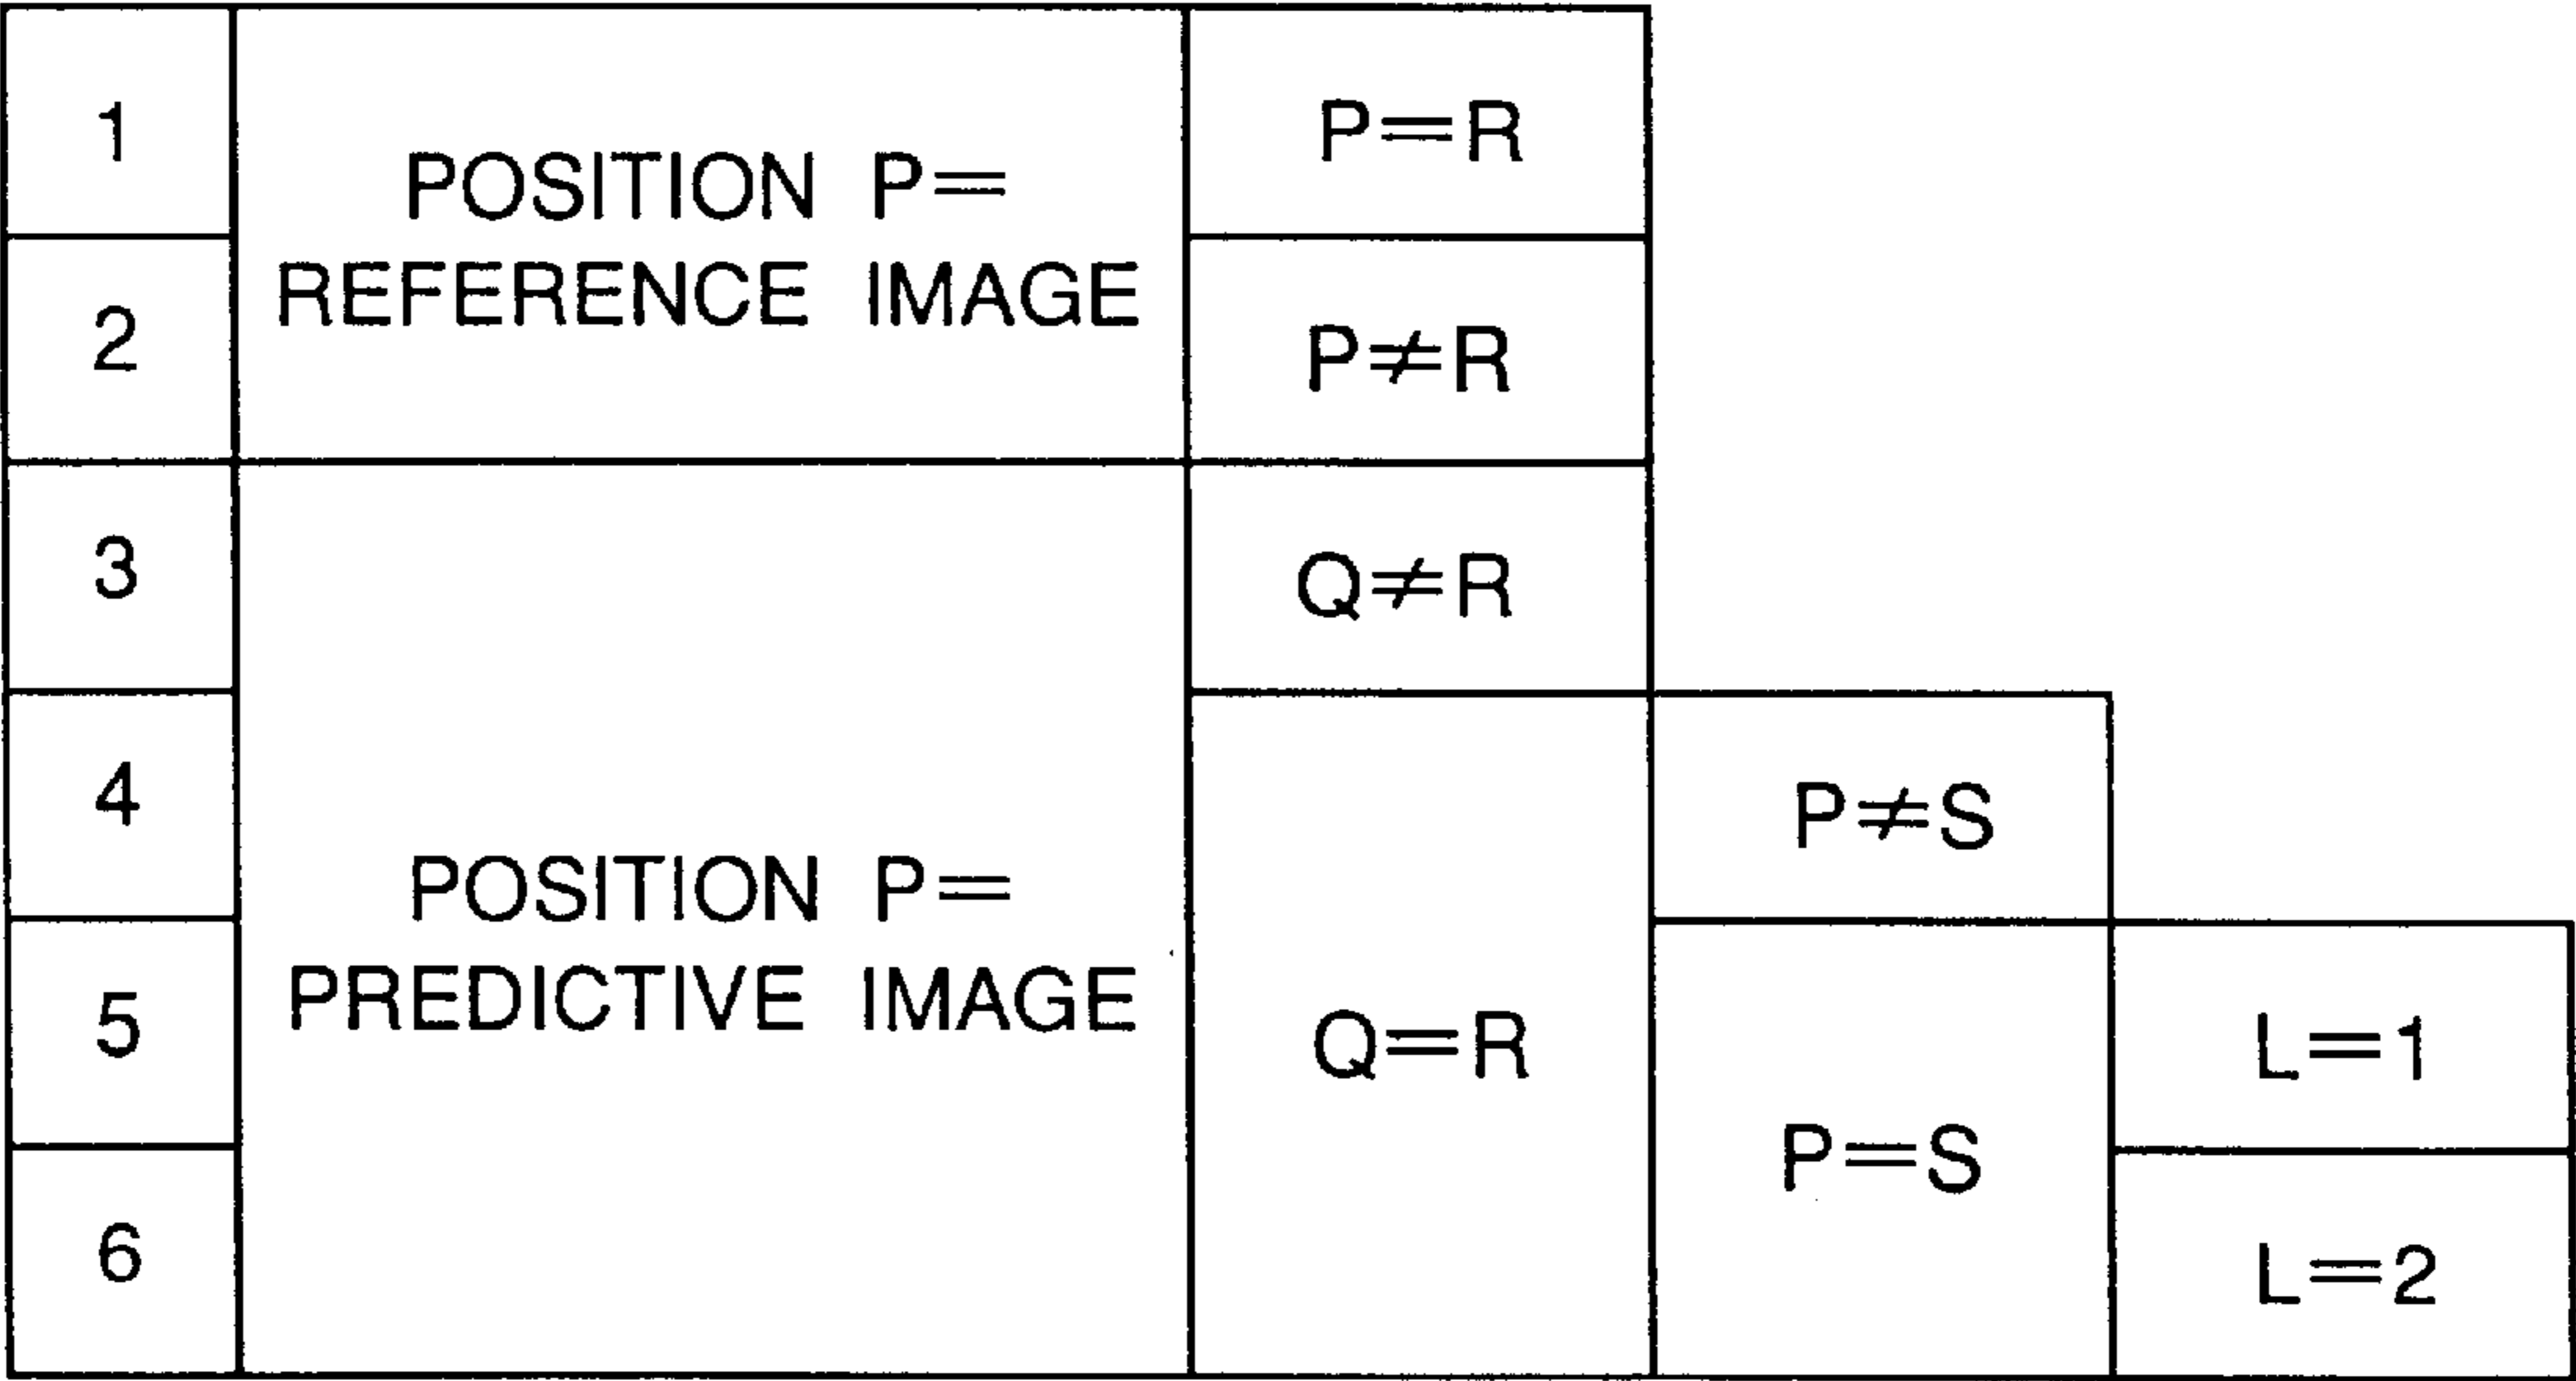 1
POSITION P=
REFERENCE IMAGE
P=R
2
P≠R
3
POSITION P=
PREDICTIVE IMAGE
Q≠R
4
Q=R
P≠S
5
P=S
L=1
6
L=2